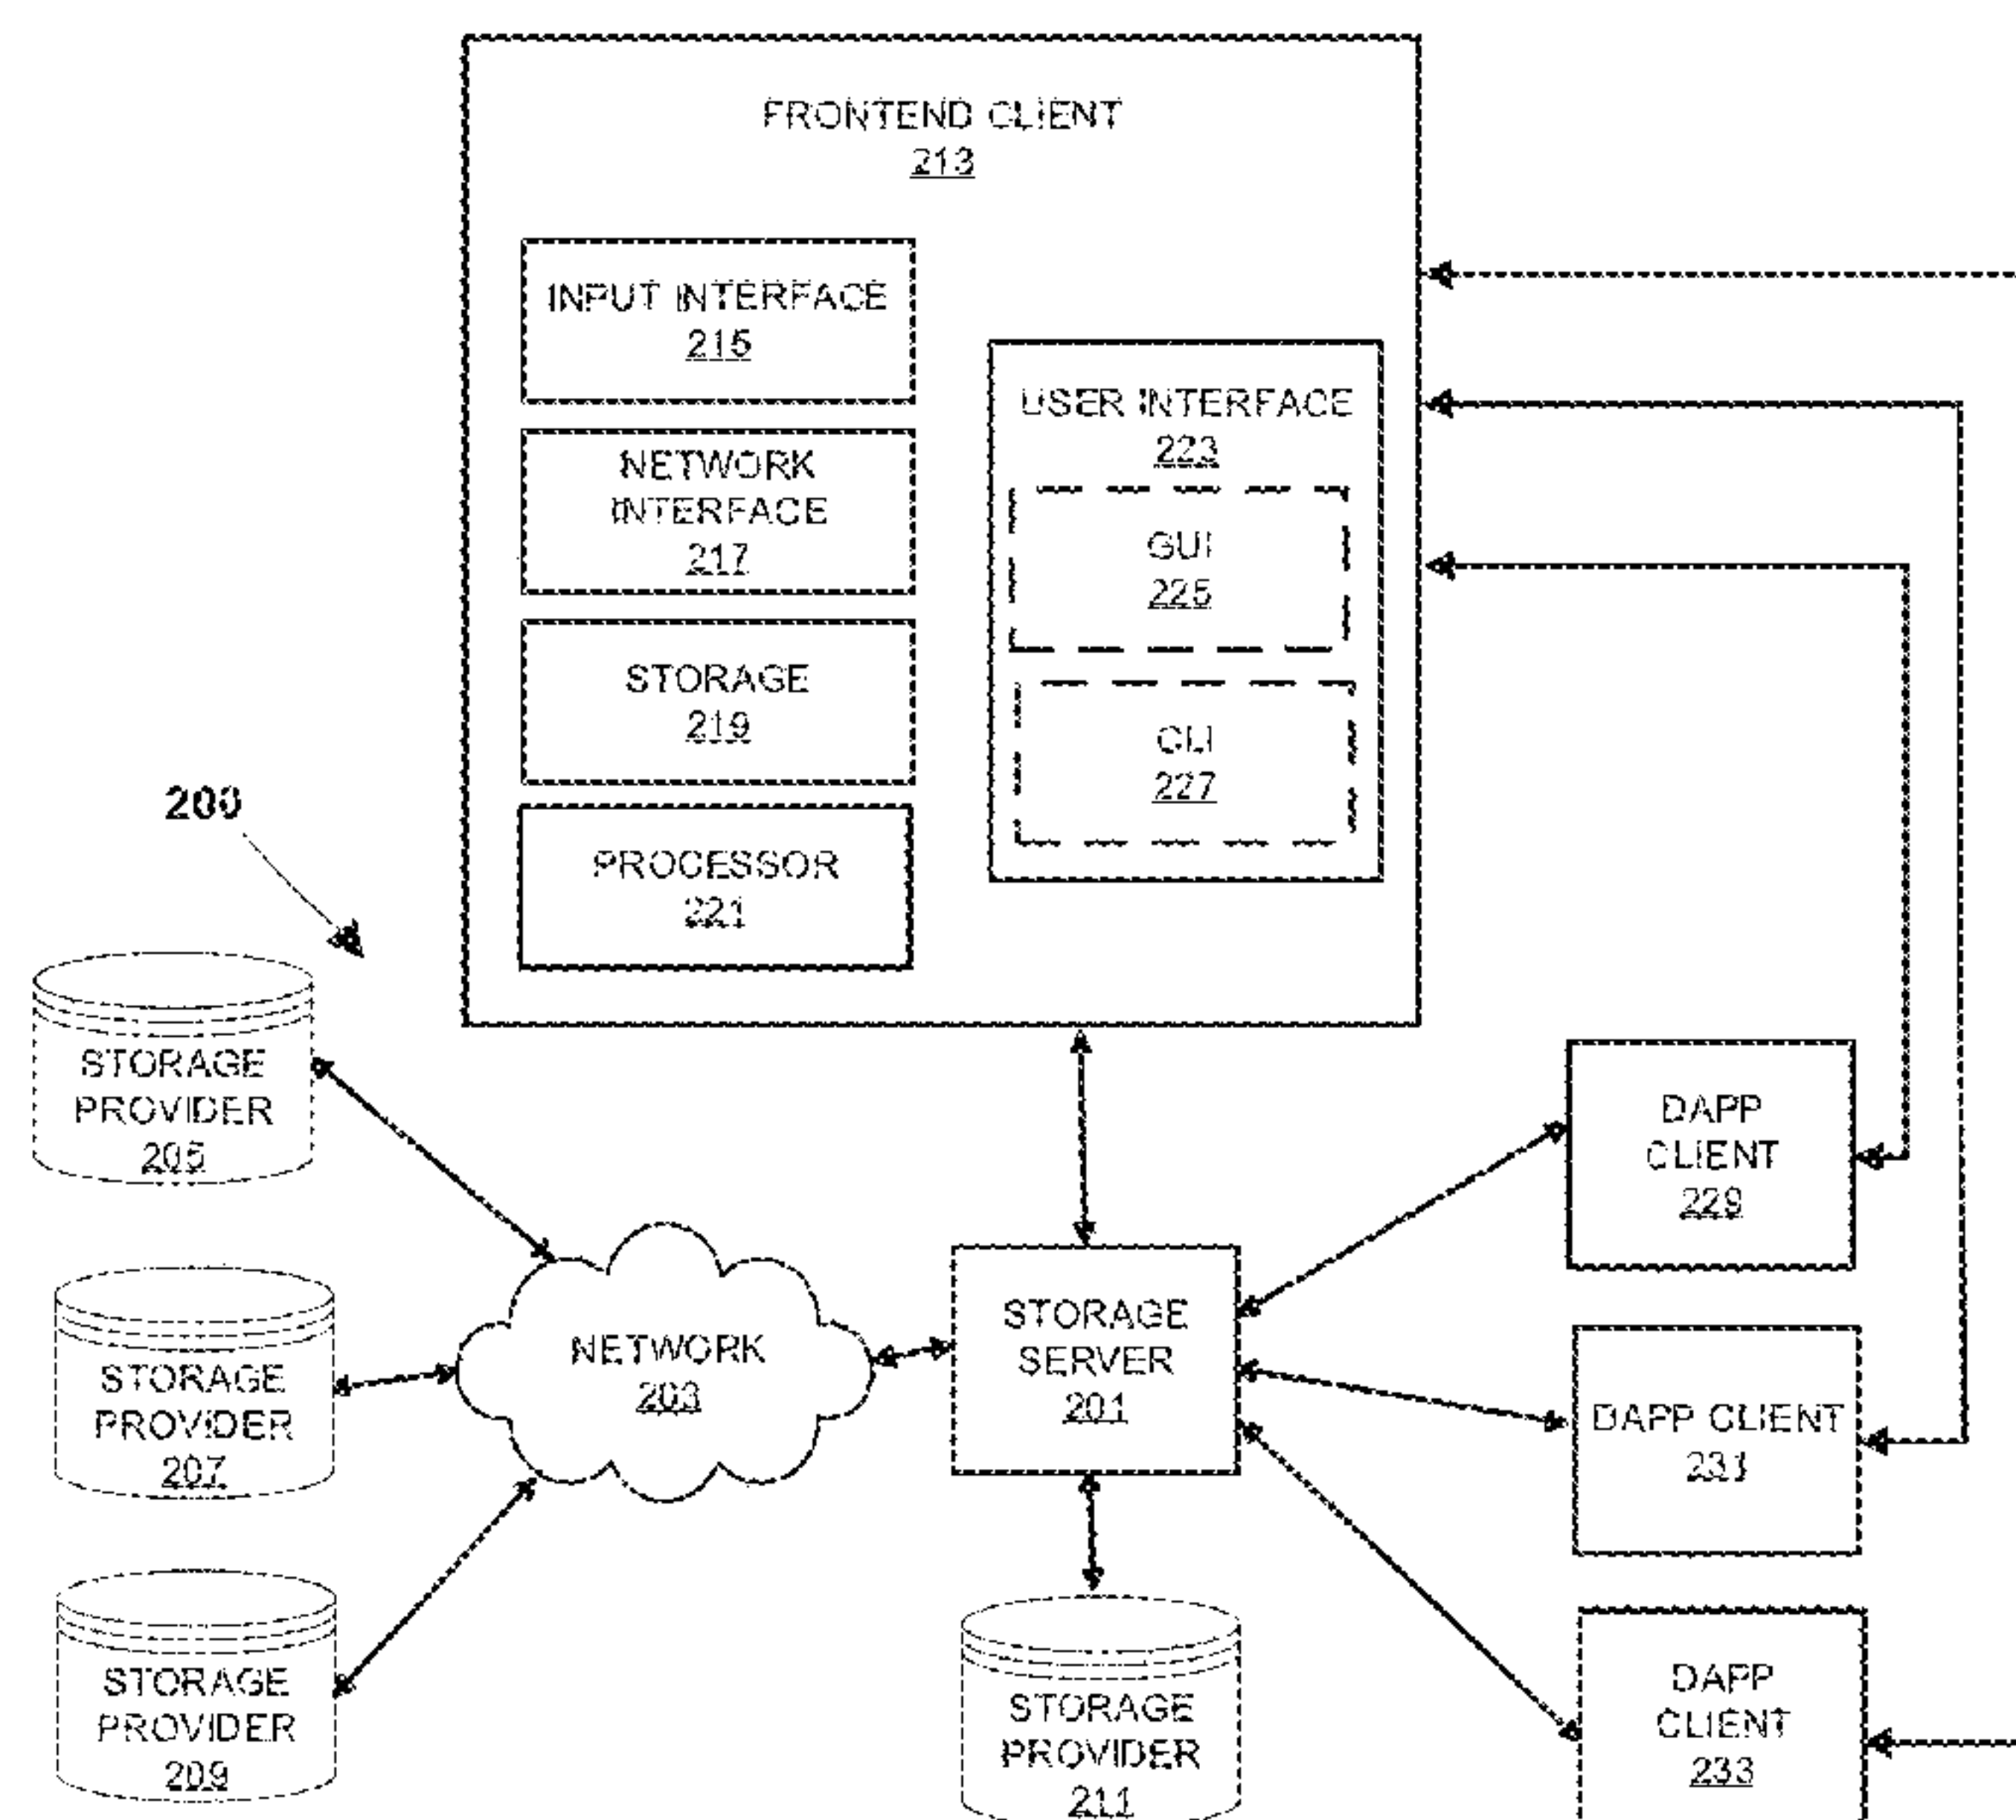 FRONTEND CLIENT
213
INPUT INTERFACE
215
NETWORK
INTERFACE
217
STORAGE
219
PROCESSOR
221
USER INTERFACE
223
GUI
225
CLI
227
200
STORAGE
PROVIDER
205
STORAGE
PROVIDER
207
STORAGE
PROVIDER
209
NETWORK
203
STORAGE
SERVER
201
STORAGE
PROVIDER
211
DAPP
CLIENT
229
DAPP CLIENT
231
DAPP
CLIENT
233